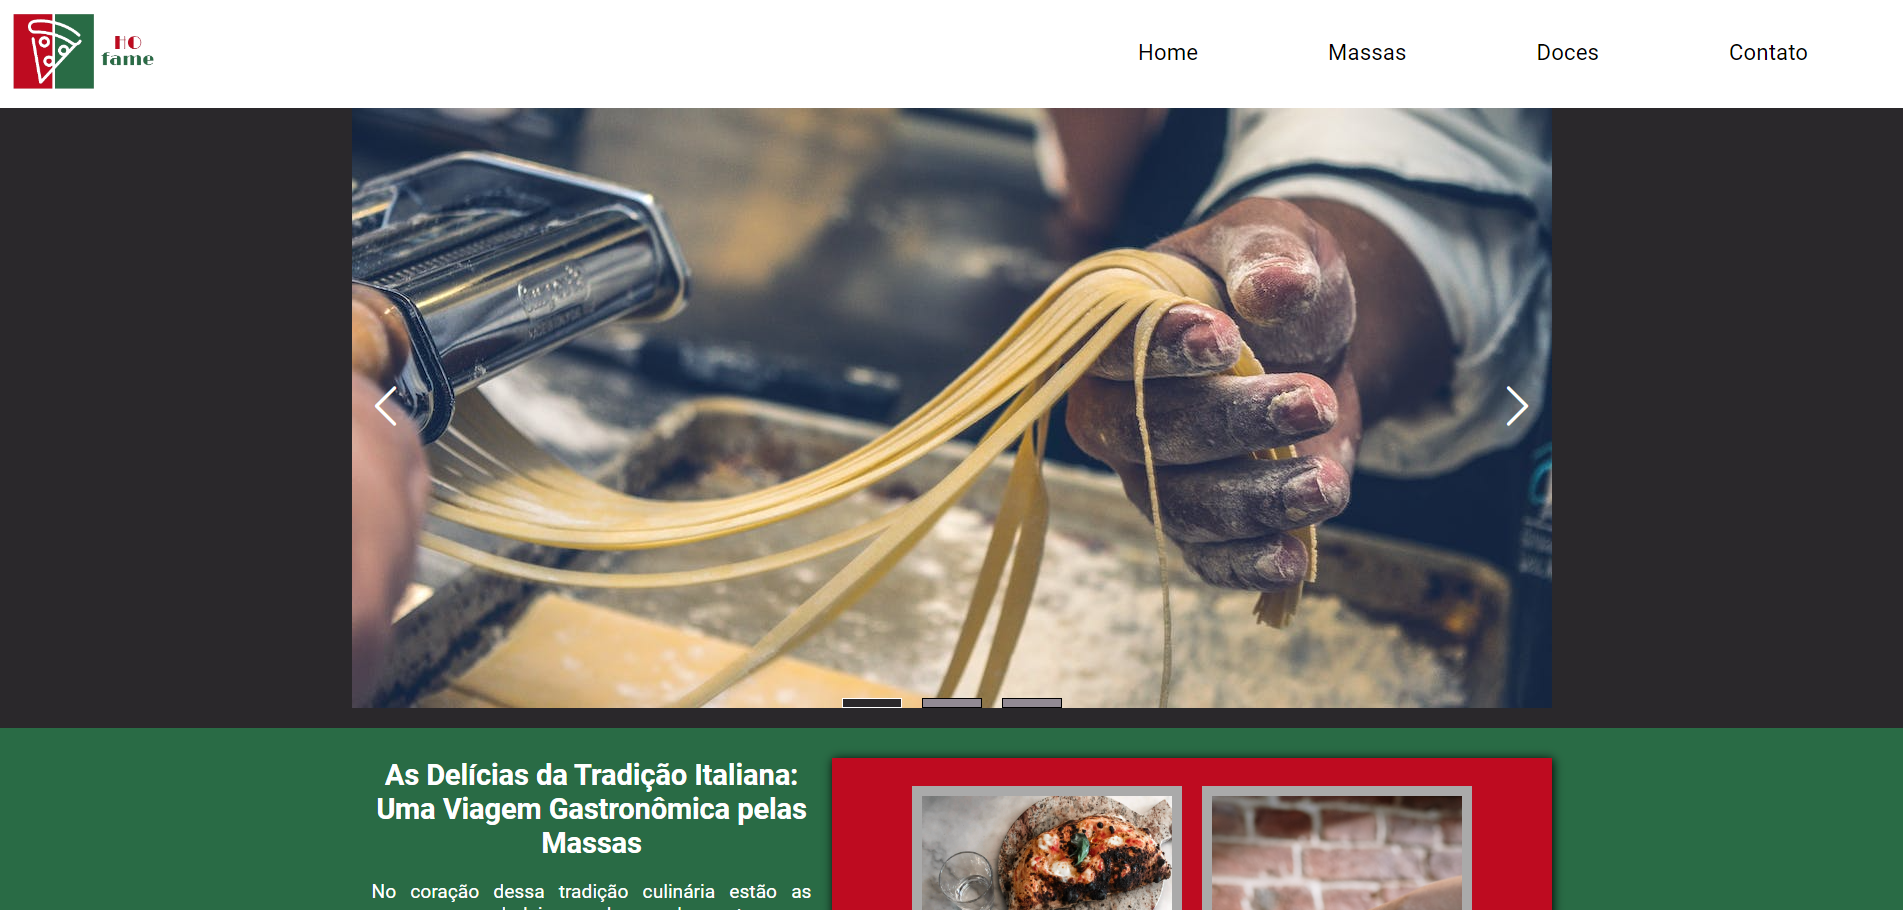 HO
fame
Home
Massas
Doces
Contato
As Delícias da Tradição Italiana:
Uma Viagem Gastronômica pelas
Massas
No coração dessa tradição culinária estão as